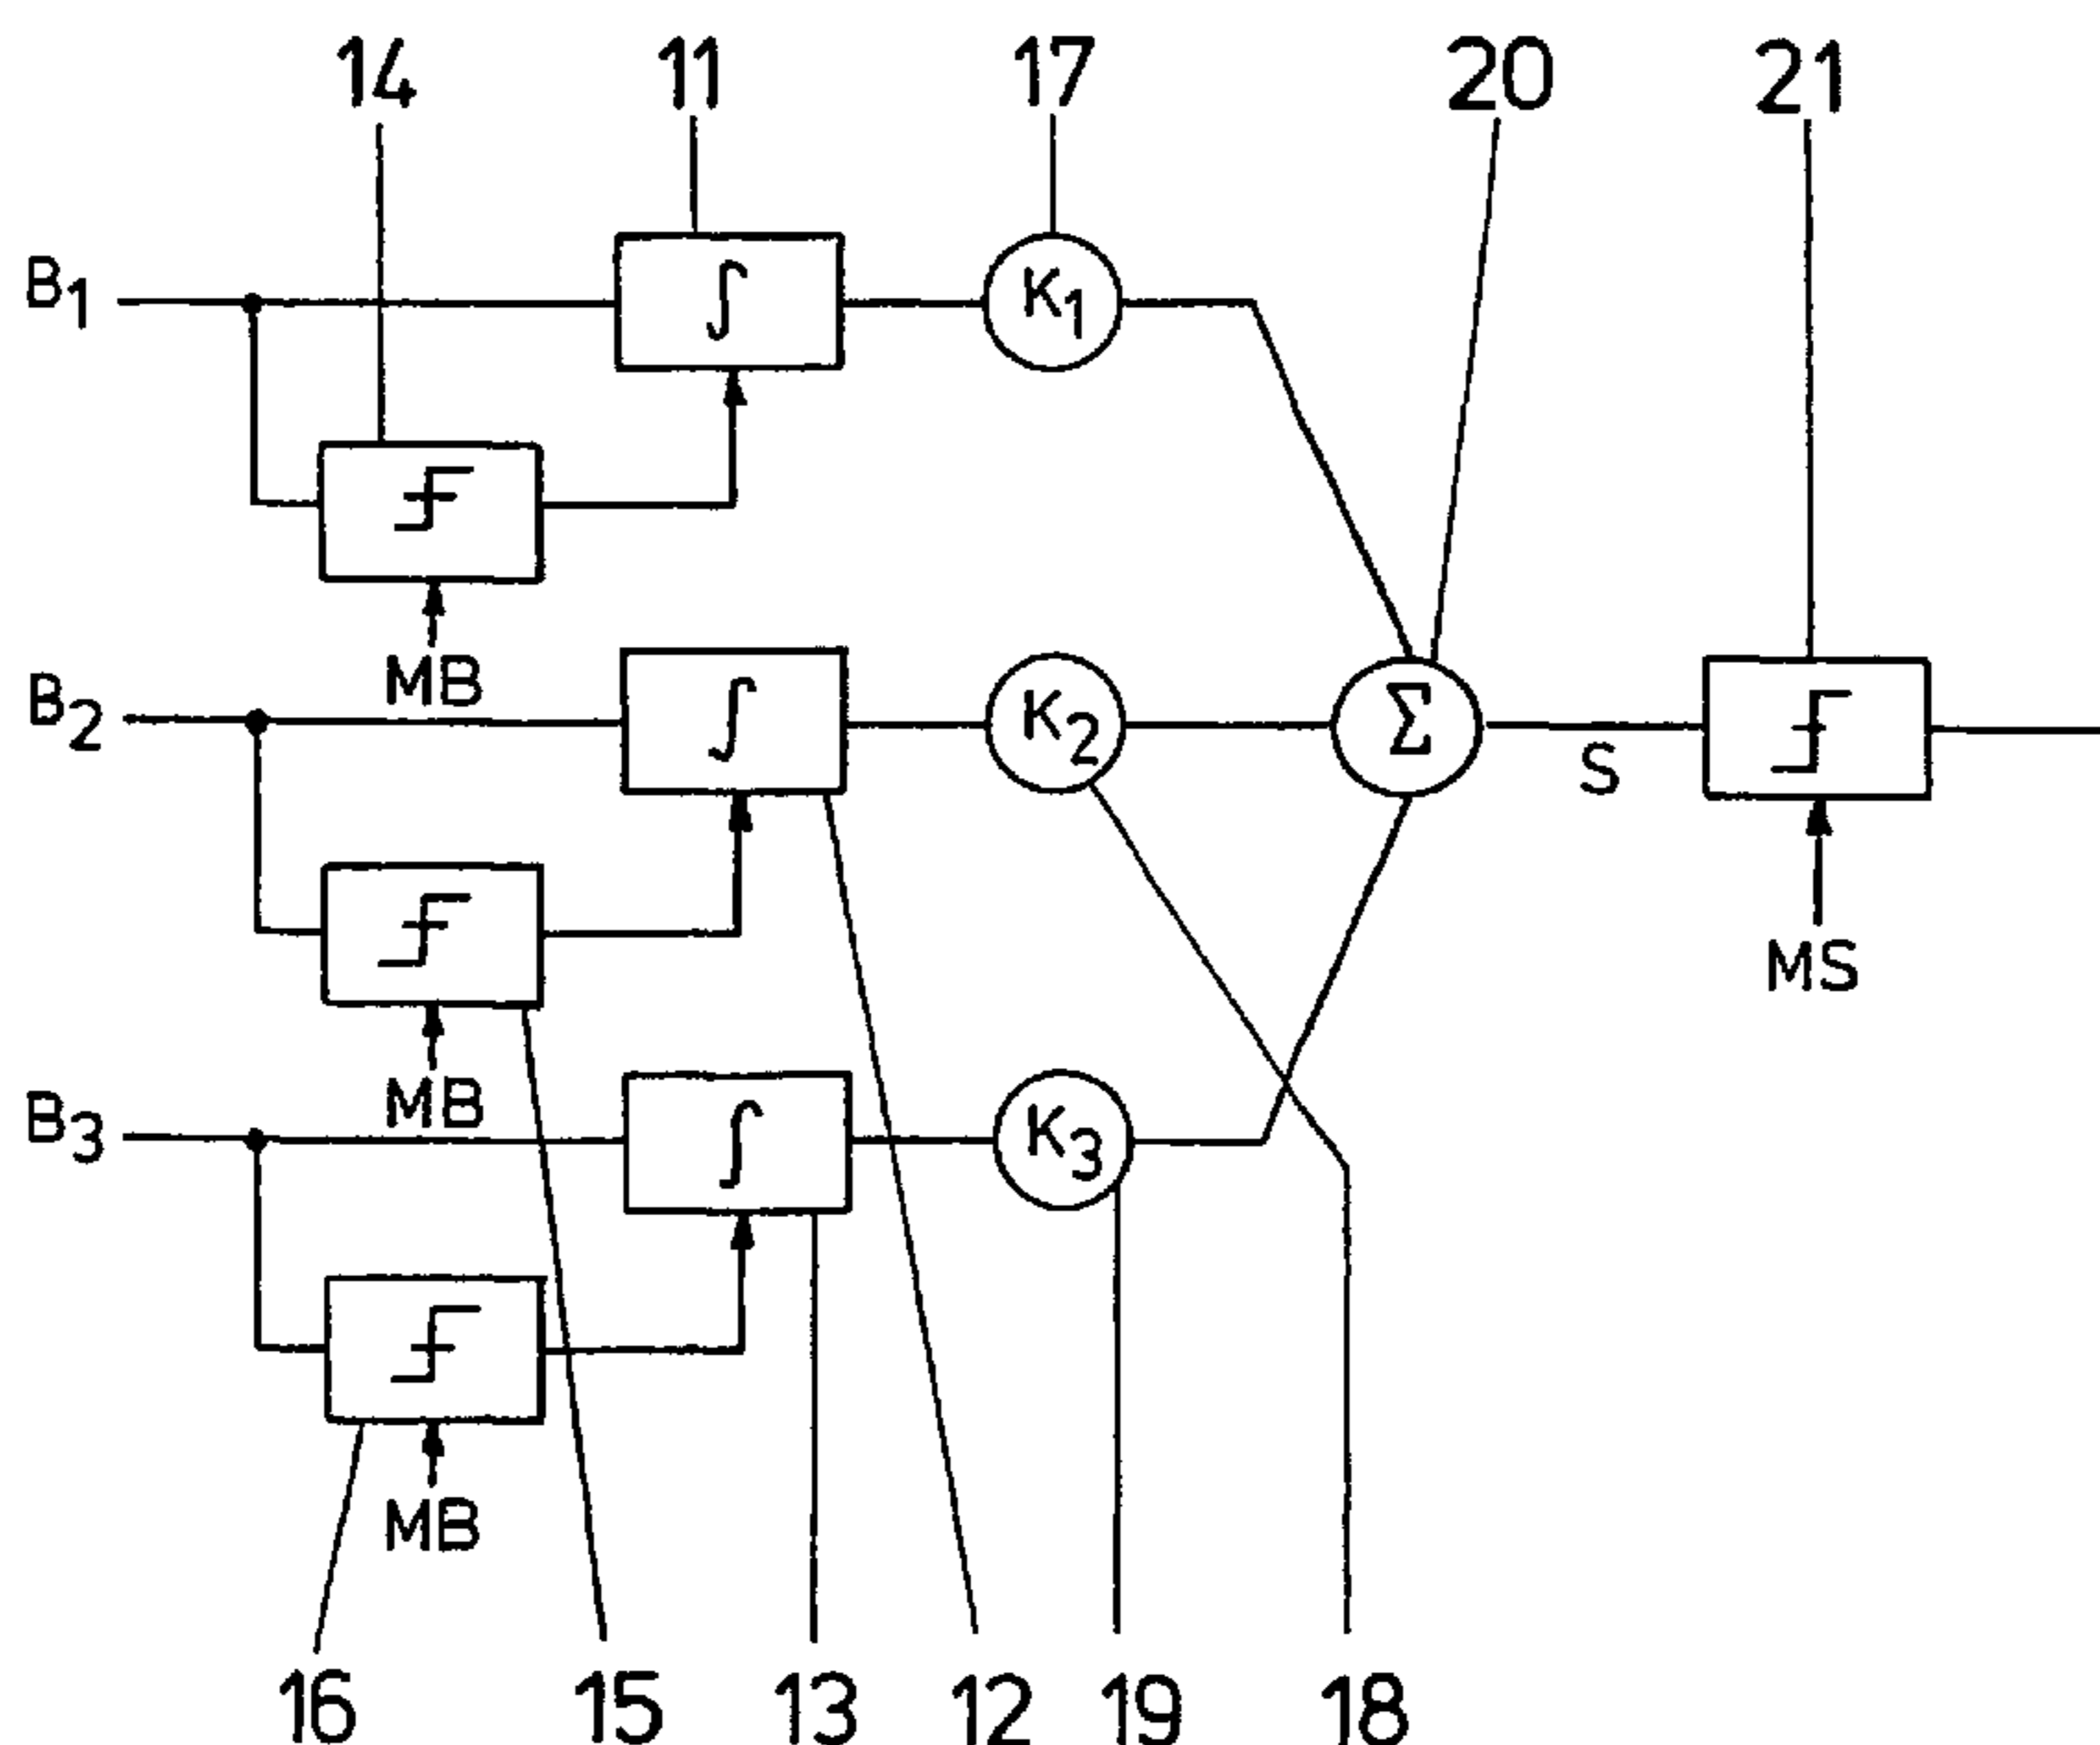 14 11 17 20 21
B1 ∫ K1
MB
B2 ∫ K2 Σ S
MB MS
B3 ∫ K3
MB
16 15 13 12 19 18